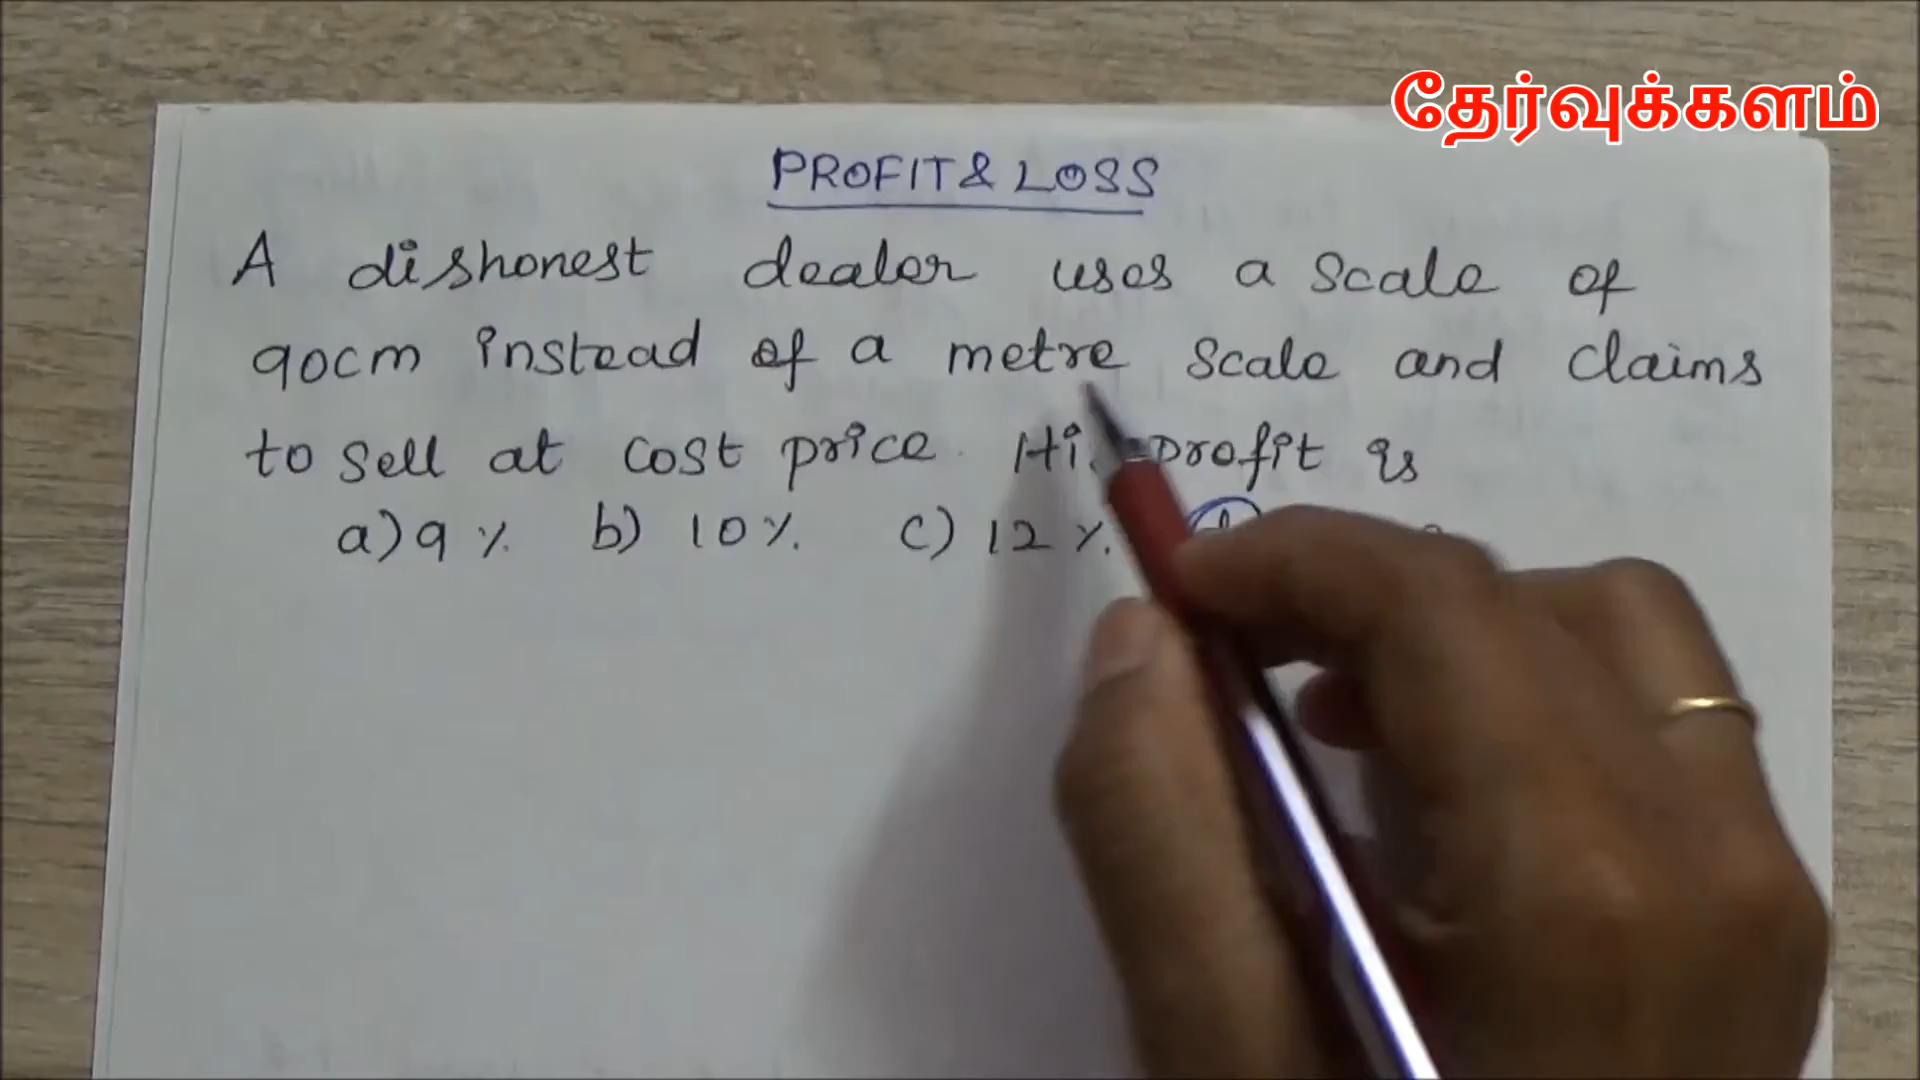 தேர்வுக்களம்
PROFIT & LOSS
A dishonest dealer uses a scale of
90cm instead of a metre scale and claims
to sell at cost price. profit is
a) 9 %. b) 10 %. c) 12 %.